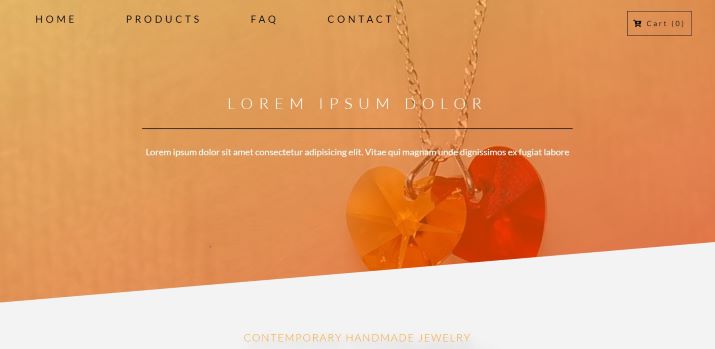 HOME PRODUCTS FAQ CONTACT Cart (0)
LOREM IPSUM DOLOR
Lorem ipsum dolor sit amet consectetur adipisicing elit. Vitae qui magnam unde dignissimos ex fugiat labore
CONTEMPORARY HANDMADE JEWELRY